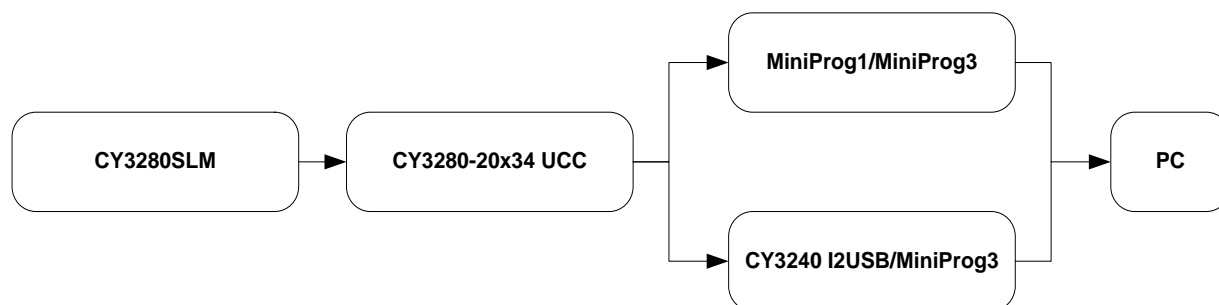 CY3280SLM
CY3280-20x34 UCC
MiniProg1/MiniProg3
CY3240 I2USB/MiniProg3
PC